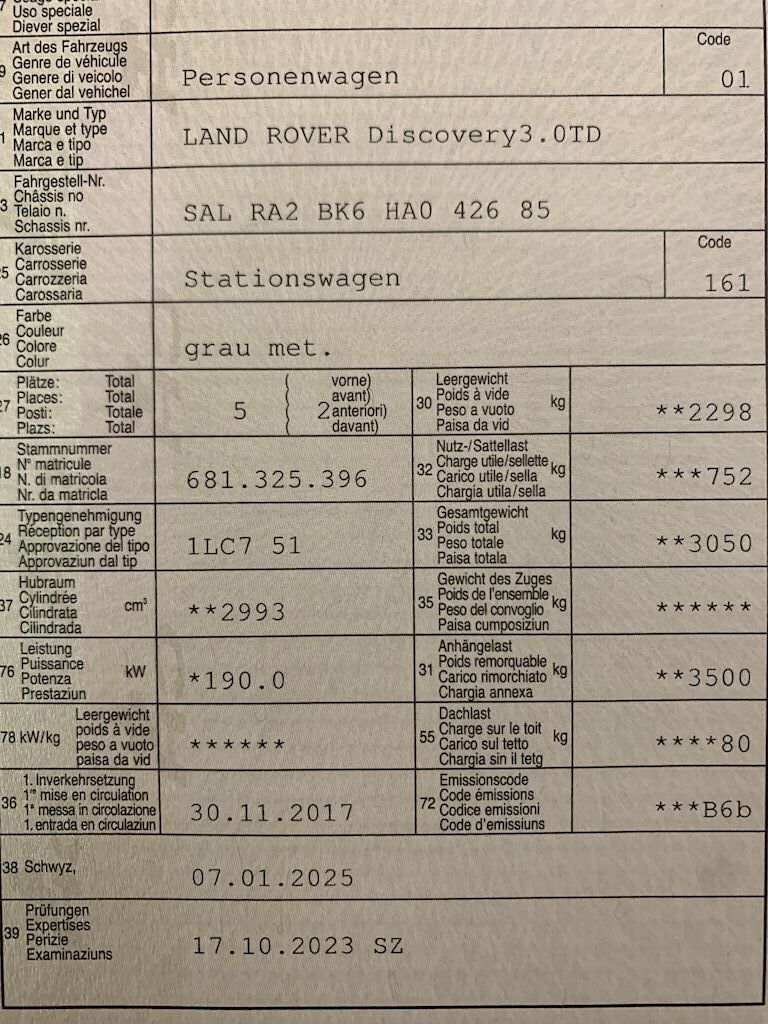 Uso speciale
Diever spezial
Art des Fahrzeugs
Genre de véhicule
Genere di veicolo
Gener dal vehichel
Personenwagen
Code
01
Marke und Typ
Marque et type
Marca e tipo
Marca e tip
LAND ROVER Discovery3.0TD
Fahrgestell-Nr.
Châssis no
Telaio n.
Schassis nr.
SAL RA2 BK6 HA0 426 85
Karosserie
Carrosserie
Carrozzeria
Carossaria
Stationswagen
Code
161
Farbe
Couleur
Colore
Colur
grau met.
Plätze: Total
Places: Total
Posti: Totale
Plazs: Total
5
( vorne)
( avant)
( 2 anteriori)
( davant)
30 Leergewicht
Poids à vide
Peso a vuoto
Paisa da vid
kg
**2298
18 Stammnummer
N° matricule
N. di matricola
Nr. da matricla
681.325.396
32 Nutz-/Sattellast
Charge utile/sellette
Carico utile/sella
Chargia utila/sella
kg
***752
24 Typengenehmigung
Réception par type
Approvazione del tipo
Approvaziun dal tip
1LC7 51
33 Gesamtgewicht
Poids total
Peso totale
Paisa totala
kg
**3050
37 Hubraum
Cylindrée
Cilindrata
Cilindrada
cm³
**2993
35 Gewicht des Zuges
Poids de l'ensemble
Peso del convoglio
Paisa cumposiziun
kg
******
76 Leistung
Puissance
Potenza
Prestaziun
kW
*190.0
31 Anhängelast
Poids remorquable
Carico rimorchiato
Chargia annexa
kg
**3500
78 kW/kg
Leergewicht
poids à vide
peso a vuoto
paisa da vid
******
55 Dachlast
Charge sur le toit
Carico sul tetto
Chargia sin il tetg
kg
****80
36 1. Inverkehrsetzung
1re mise en circulation
1a messa in circolazione
1. entrada en circulaziun
30.11.2017
72 Emissionscode
Code émissions
Codice emissioni
Code d'emissiuns
***B6b
38 Schwyz,
07.01.2025
39 Prüfungen
Expertises
Perizie
Examinaziuns
17.10.2023 SZ